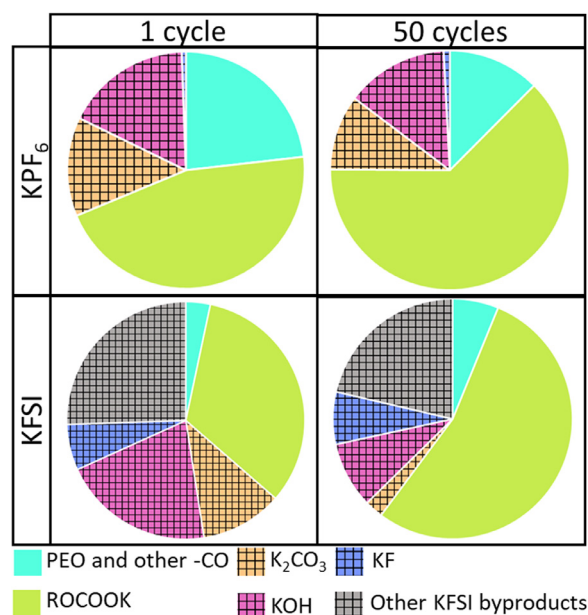 1 cycle
50 cycles
KPF₆
KFSI
PEO and other -CO
K₂CO₃
KF
ROCOOK
KOH
Other KFSI byproducts